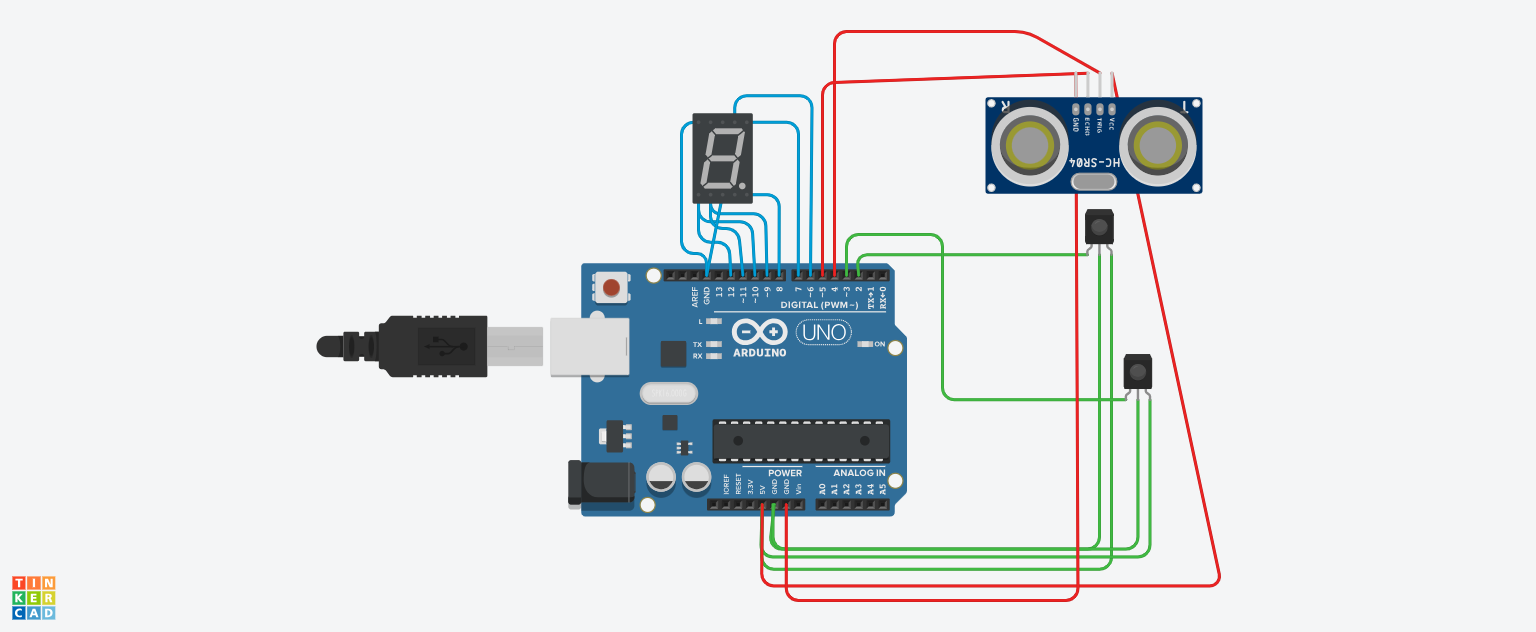 R
T
GND
ECHO
TRIG
VCC
HC-SR04
AREF
GND
13
12
~11
~10
~9
8
7
~6
~5
4
~3
2
TX→1
RX←0
DIGITAL (PWM~)
L
TX
RX
ARDUINO
UNO
ON
POWER
ANALOG IN
IOREF
RESET
3.3V
5V
GND
GND
Vin
A0
A1
A2
A3
A4
A5
TIN
KER
CAD